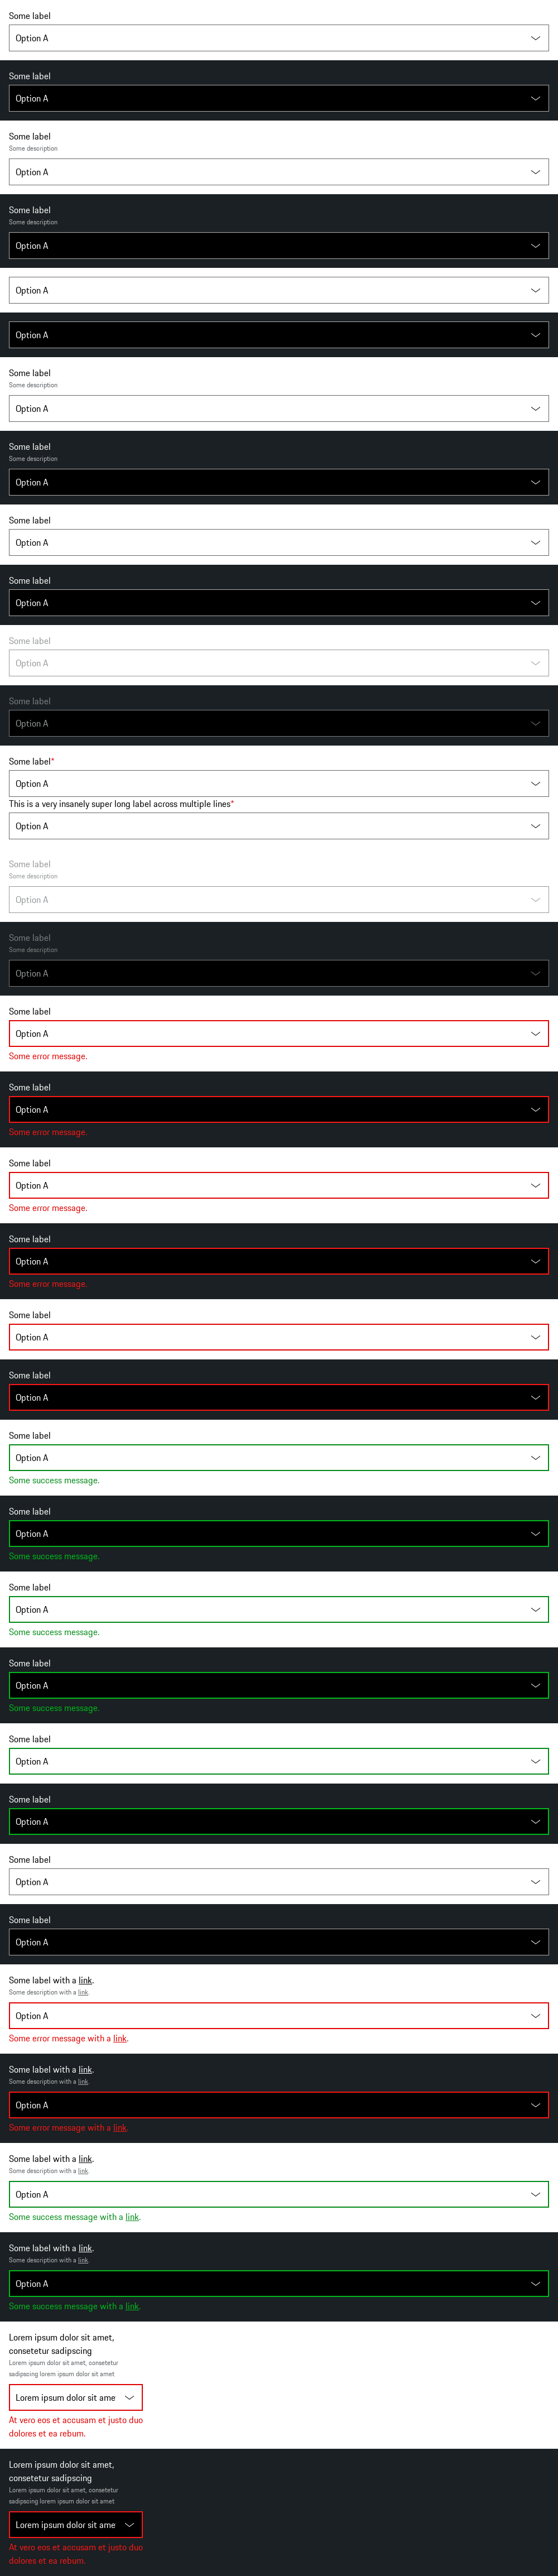 Some label
Option A
Some label
Option A
Some label
Some description
Option A
Some label
Some description
Option A
Option A
Option A
Some label
Some description
Option A
Some label
Some description
Option A
Some label
Option A
Some label
Option A
Some label
Option A
Some label
Option A
Some label*
Option A
This is a very insanely super long label across multiple lines*
Option A
Some label
Some description
Option A
Some label
Some description
Option A
Some label
Option A
Some error message.
Some label
Option A
Some error message.
Some label
Option A
Some error message.
Some label
Option A
Some error message.
Some label
Option A
Some label
Option A
Some label
Option A
Some success message.
Some label
Option A
Some success message.
Some label
Option A
Some success message.
Some label
Option A
Some success message.
Some label
Option A
Some label
Option A
Some label
Option A
Some label
Option A
Some label with a link.
Some description with a link.
Option A
Some error message with a link.
Some label with a link.
Some description with a link.
Option A
Some error message with a link.
Some label with a link.
Some description with a link.
Option A
Some success message with a link.
Some label with a link.
Some description with a link.
Option A
Some success message with a link.
Lorem ipsum dolor sit amet,
consetetur sadipscing
Lorem ipsum dolor sit amet, consetetur
sadipscing lorem ipsum dolor sit amet
Lorem ipsum dolor sit ame
At vero eos et accusam et justo duo
dolores et ea rebum.
Lorem ipsum dolor sit amet,
consetetur sadipscing
Lorem ipsum dolor sit amet, consetetur
sadipscing lorem ipsum dolor sit amet
Lorem ipsum dolor sit ame
At vero eos et accusam et justo duo
dolores et ea rebum.